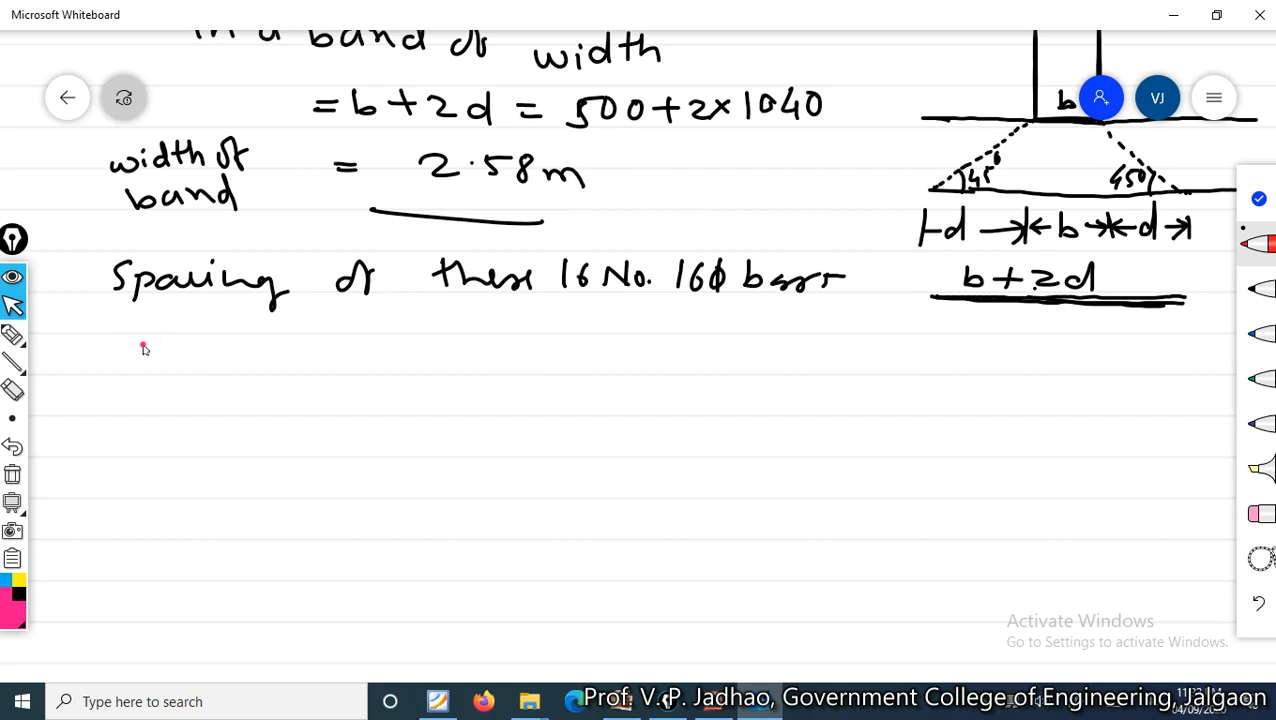 Microsoft Whiteboard
in a band of width
= b + 2d = 500 + 2 × 1040
width of band = 2.58m
Spacing of these 16 No. 16ϕ bars
b
45° 45°
d b d
b + 2d
VJ
Activate Windows
Go to Settings to activate Windows.
Type here to search
Prof. V. P. Jadhao, Government College of Engineering, Jalgaon